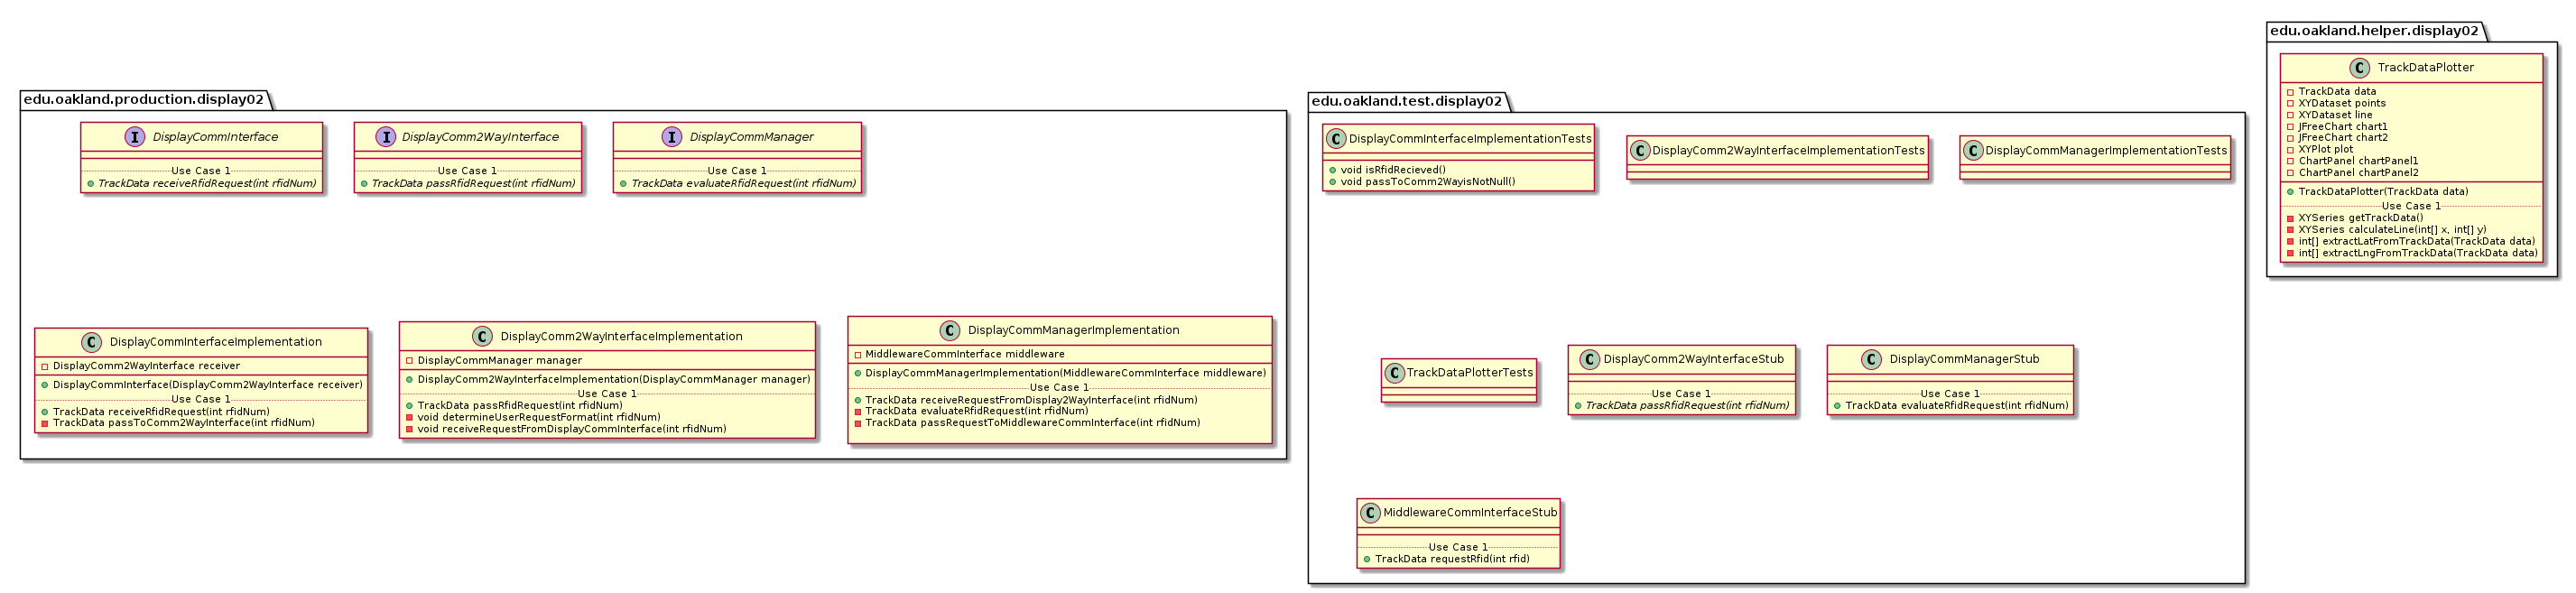 edu.oakland.production.display02
I DisplayCommInterface
Use Case 1
TrackData receiveRfidRequest(int rfidNum)
I DisplayComm2WayInterface
Use Case 1
TrackData passRfidRequest(int rfidNum)
I DisplayCommManager
Use Case 1
TrackData evaluateRfidRequest(int rfidNum)
C DisplayCommInterfaceImplementation
DisplayComm2WayInterface receiver
DisplayCommInterface(DisplayComm2WayInterface receiver)
Use Case 1
TrackData receiveRfidRequest(int rfidNum)
TrackData passToComm2WayInterface(int rfidNum)
C DisplayComm2WayInterfaceImplementation
DisplayCommManager manager
DisplayComm2WayInterfaceImplementation(DisplayCommManager manager)
Use Case 1
TrackData passRfidRequest(int rfidNum)
void determineUserRequestFormat(int rfidNum)
void receiveRequestFromDisplayCommInterface(int rfidNum)
C DisplayCommManagerImplementation
MiddlewareCommInterface middleware
DisplayCommManagerImplementation(MiddlewareCommInterface middleware)
Use Case 1
TrackData receiveRequestFromDisplay2WayInterface(int rfidNum)
TrackData evaluateRfidRequest(int rfidNum)
TrackData passRequestToMiddlewareCommInterface(int rfidNum)
edu.oakland.test.display02
C DisplayCommInterfaceImplementationTests
void isRfidRecieved()
void passToComm2WayisNotNull()
C DisplayComm2WayInterfaceImplementationTests
C DisplayCommManagerImplementationTests
C TrackDataPlotterTests
C DisplayComm2WayInterfaceStub
Use Case 1
TrackData passRfidRequest(int rfidNum)
C DisplayCommManagerStub
Use Case 1
TrackData evaluateRfidRequest(int rfidNum)
C MiddlewareCommInterfaceStub
Use Case 1
TrackData requestRfid(int rfid)
edu.oakland.helper.display02
C TrackDataPlotter
TrackData data
XYDataset points
XYDataset line
JFreeChart chart1
JFreeChart chart2
XYPlot plot
ChartPanel chartPanel1
ChartPanel chartPanel2
TrackDataPlotter(TrackData data)
Use Case 1
XYSeries getTrackData()
XYSeries calculateLine(int[] x, int[] y)
int[] extractLatFromTrackData(TrackData data)
int[] extractLngFromTrackData(TrackData data)